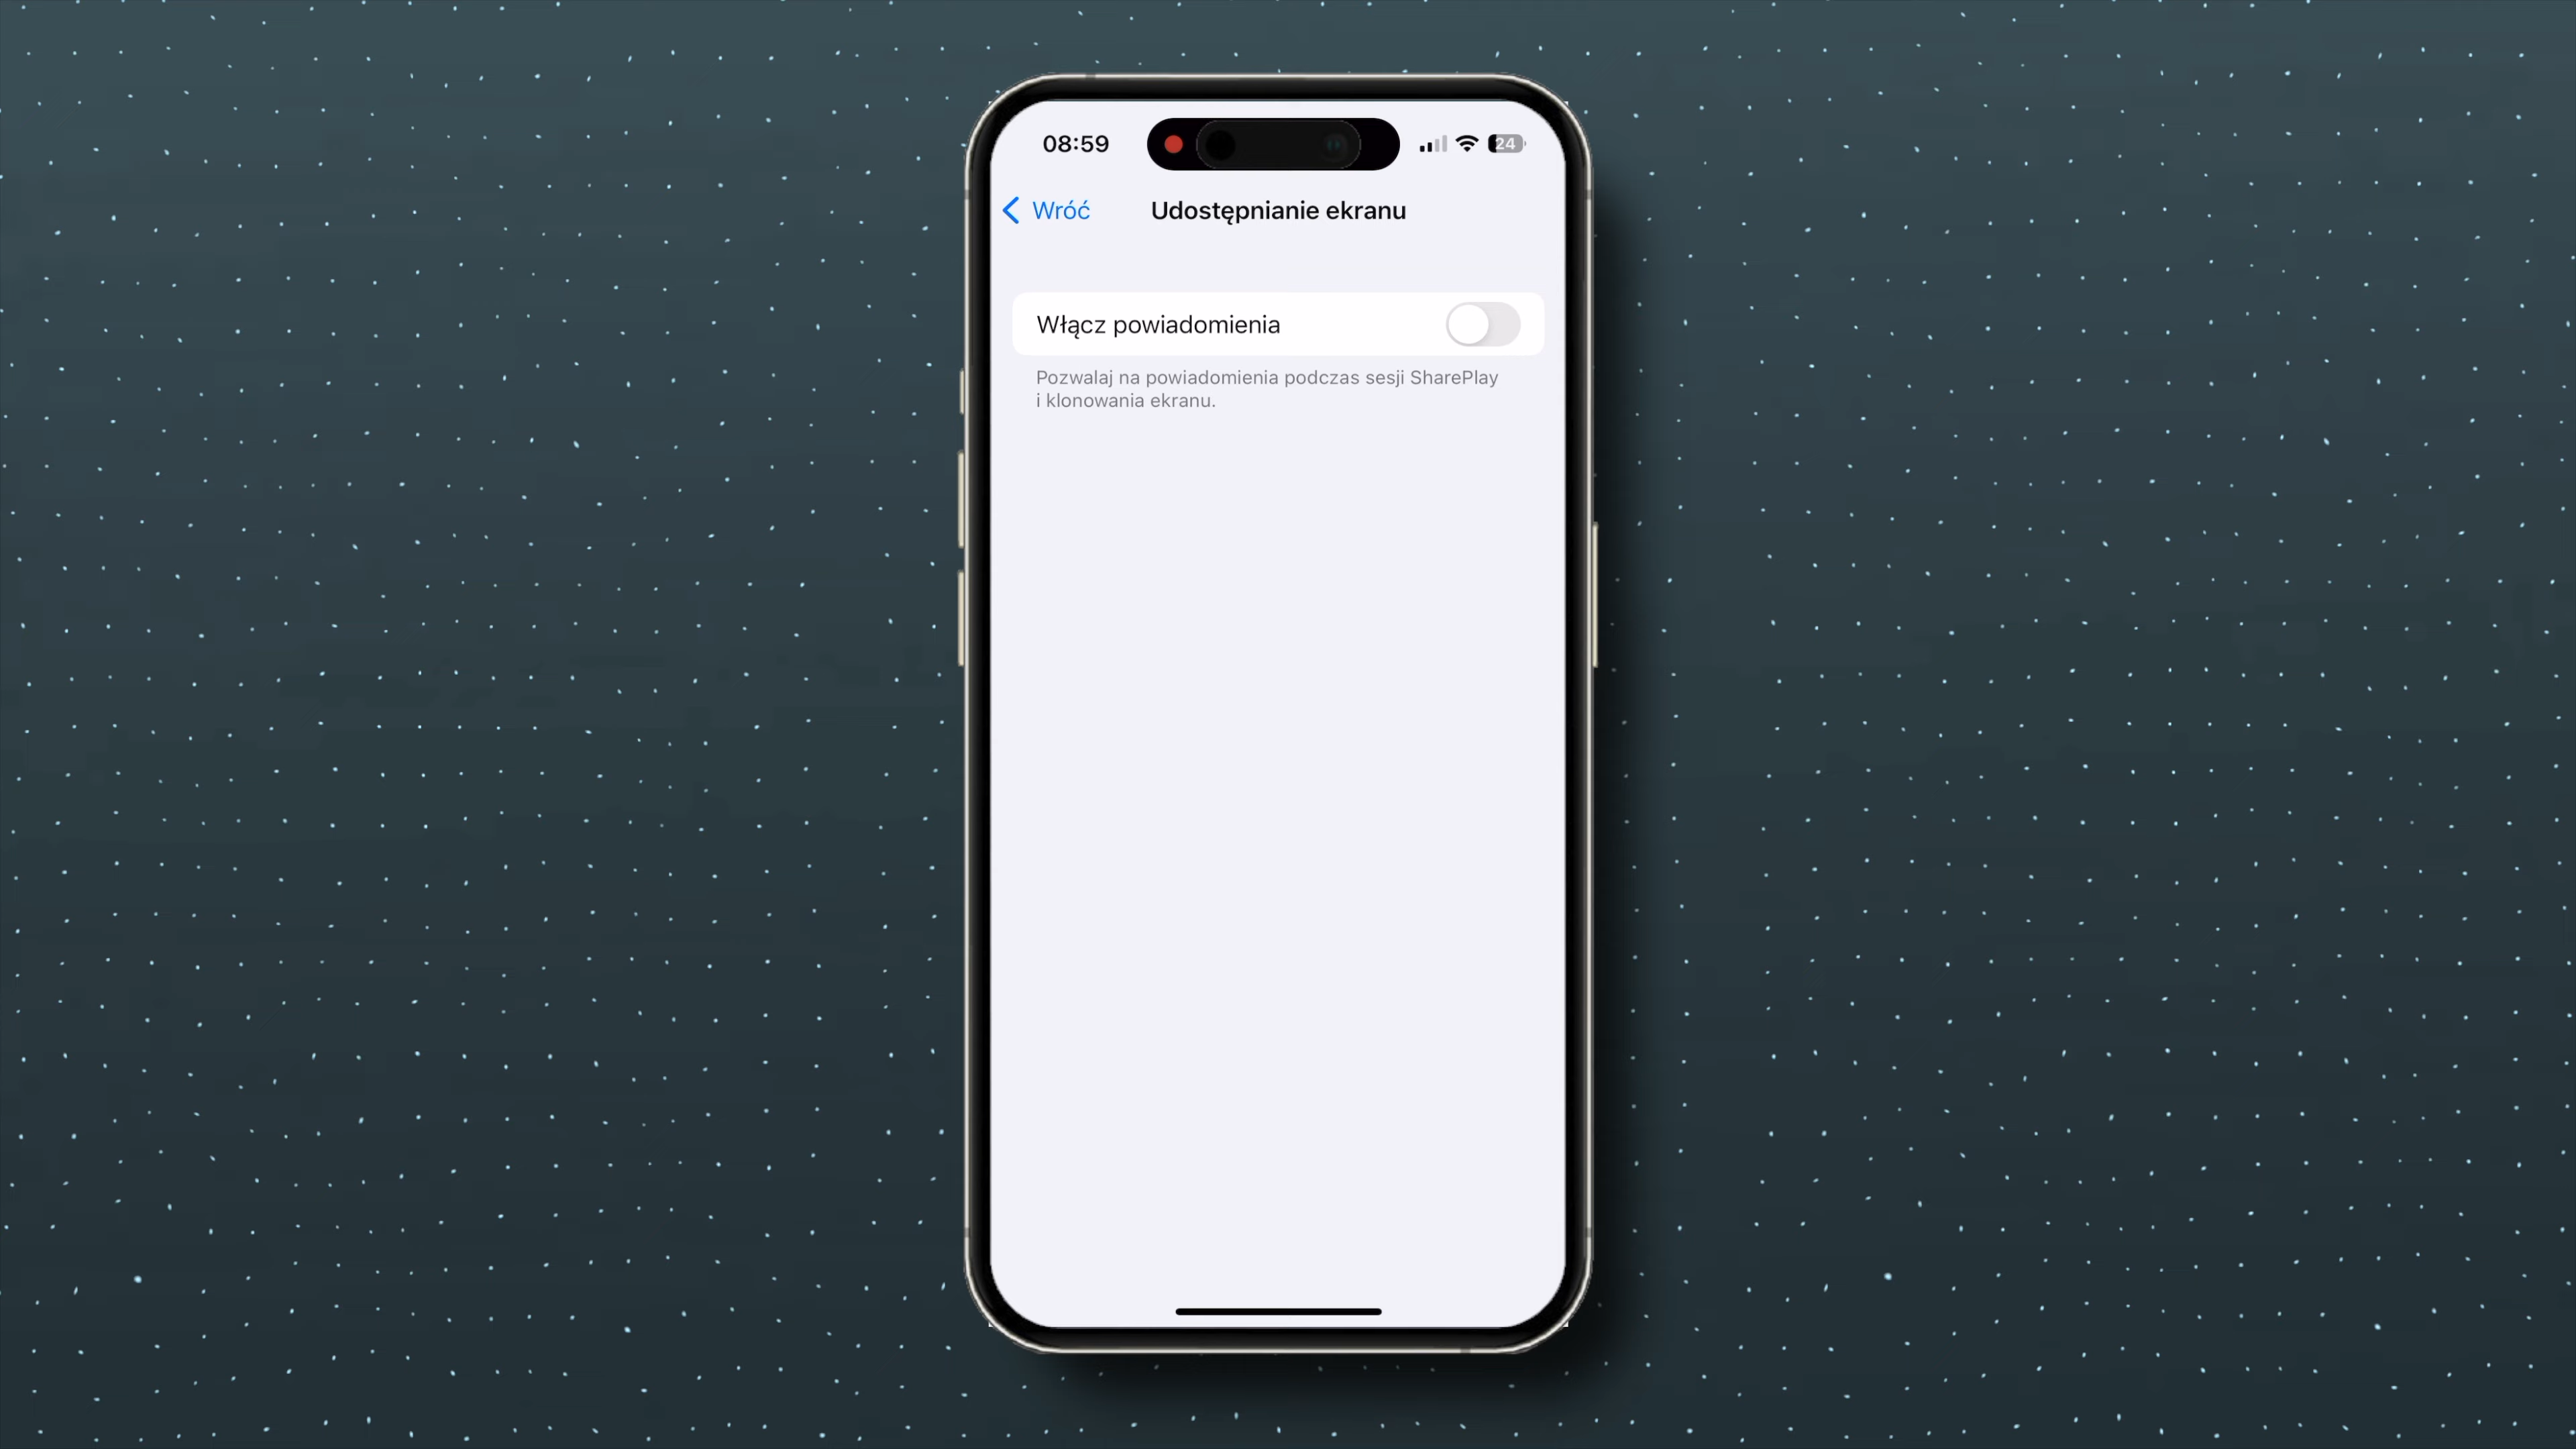 08:59
24
Wróć
Udostępnianie ekranu
Włącz powiadomienia
Pozwalaj na powiadomienia podczas sesji SharePlay
i klonowania ekranu.